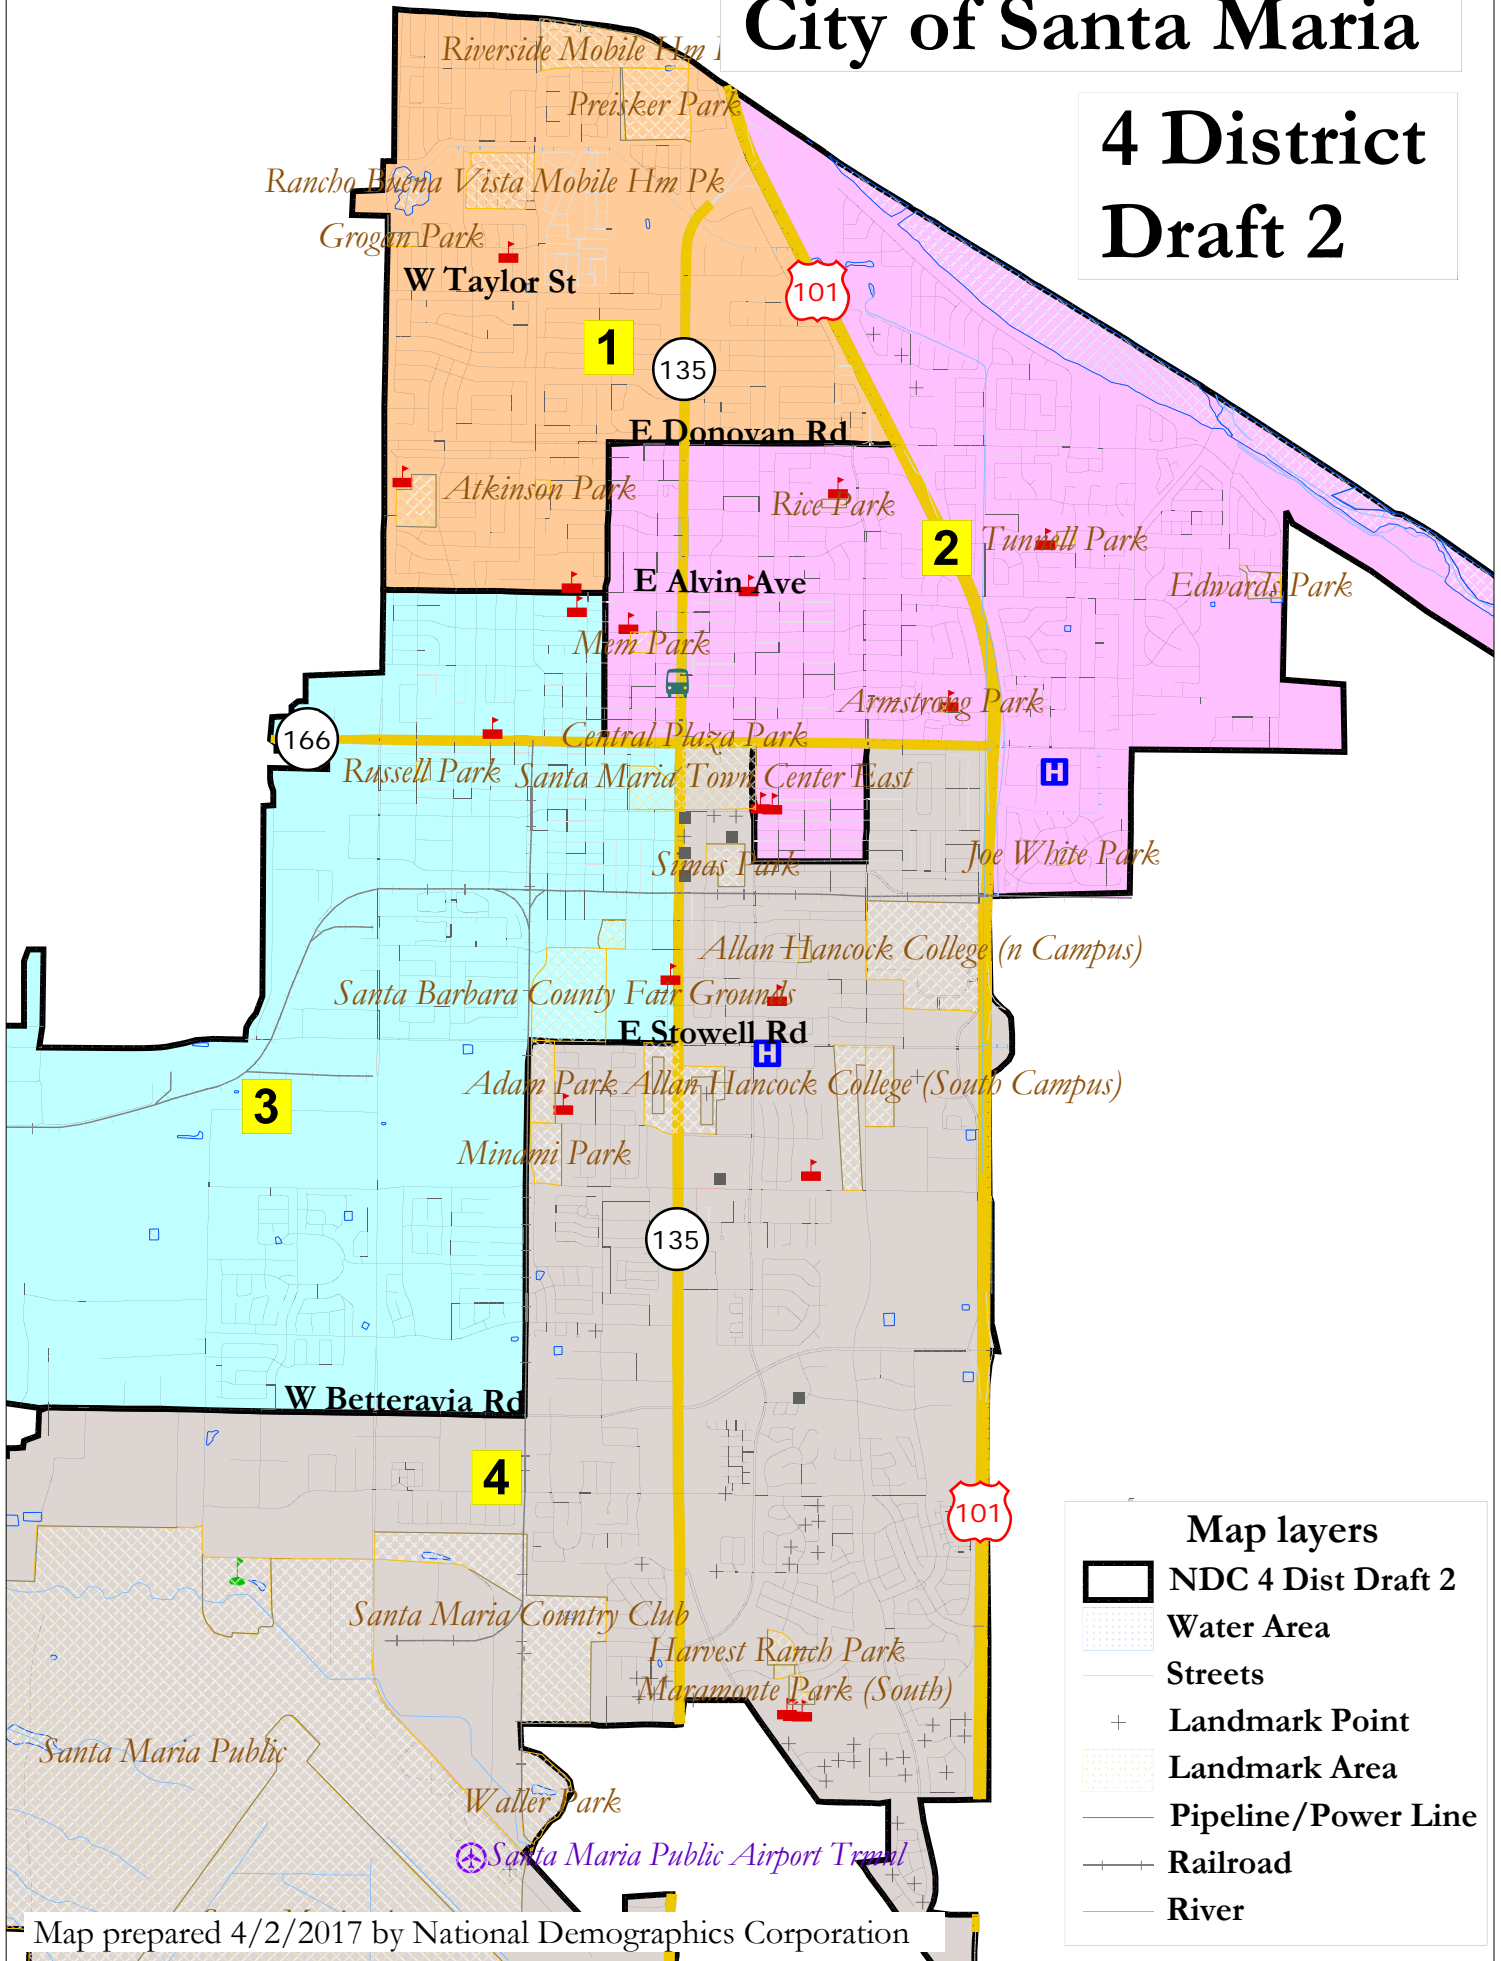 City of Santa Maria
4 District
Draft 2
Riverside Mobile Hm
Preisker Park
Rancho Buena Vista Mobile Hm Pk
Grogan Park
W Taylor St
101
1
135
E Donovan Rd
Atkinson Park
Rice Park
2
Tunnell Park
E Alvin Ave
Edwards Park
Mem Park
Armstrong Park
166
Central Plaza Park
Russell Park
Santa Maria Town Center East
H
Simas Park
Joe White Park
Allan Hancock College (n Campus)
Santa Barbara County Fair Grounds
E Stowell Rd
H
Adam Park
Allan Hancock College (South Campus)
3
Minami Park
135
W Betteravia Rd
4
101
Santa Maria Country Club
Harvest Ranch Park
Maramonte Park (South)
Santa Maria Public
Waller Park
Santa Maria Public Airport Trmnl
Map layers
NDC 4 Dist Draft 2
Water Area
Streets
Landmark Point
Landmark Area
Pipeline/Power Line
Railroad
River
Map prepared 4/2/2017 by National Demographics Corporation